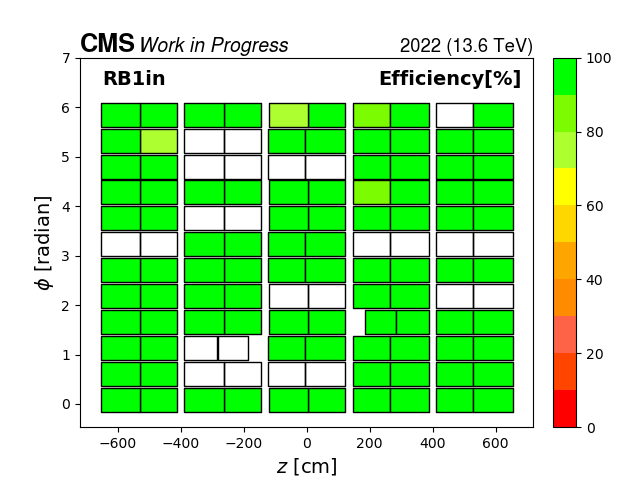 CMS Work in Progress 2022 (13.6 TeV)
RB1in Efficiency[%]
7
6
5
4
3
2
1
0
ϕ [radian]
−600 −400 −200 0 200 400 600
z [cm]
100
80
60
40
20
0